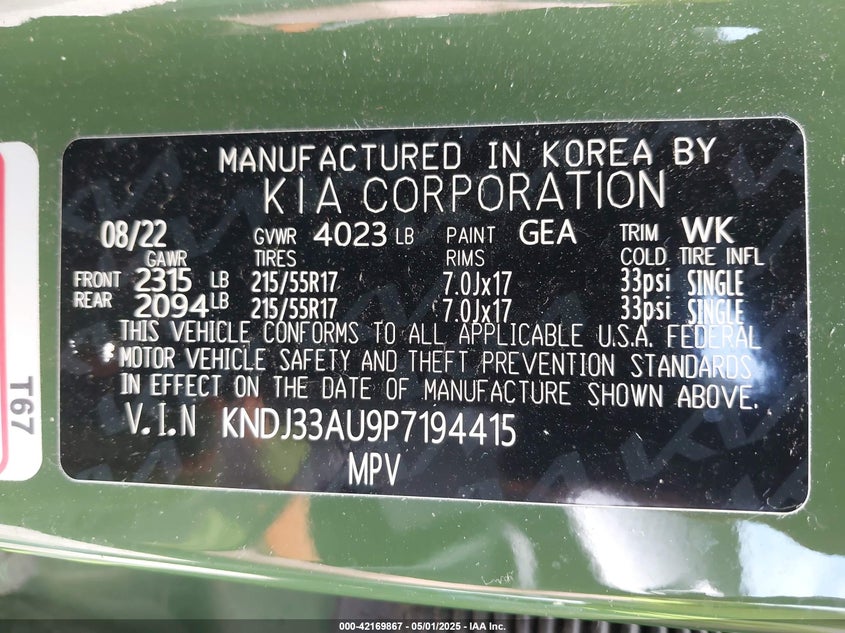 MANUFACTURED IN KOREA BY
KIA CORPORATION
08/22 GVWR 4023 LB PAINT GEA TRIM WK
GAWR TIRES RIMS COLD TIRE INFL
FRONT 2315 LB 215/55R17 7.0Jx17 33psi SINGLE
REAR 2094 LB 215/55R17 7.0Jx17 33psi SINGLE
THIS VEHICLE CONFORMS TO ALL APPLICABLE U.S.A. FEDERAL
MOTOR VEHICLE SAFETY AND THEFT PREVENTION STANDARDS
IN EFFECT ON THE DATE OF MANUFACTURE SHOWN ABOVE.
V.I.N KNDJ33AU9P7194415
MPV
T67
000-42169867 - 05/01/2025 - IAA Inc.